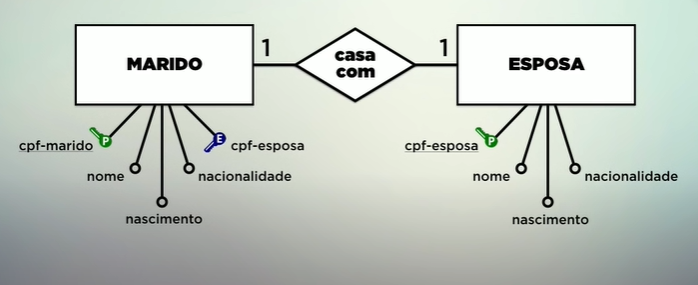 MARIDO
1
casa
com
1
ESPOSA
cpf-marido
P
E
cpf-esposa
nome
nacionalidade
nascimento
cpf-esposa
P
nome
nacionalidade
nascimento